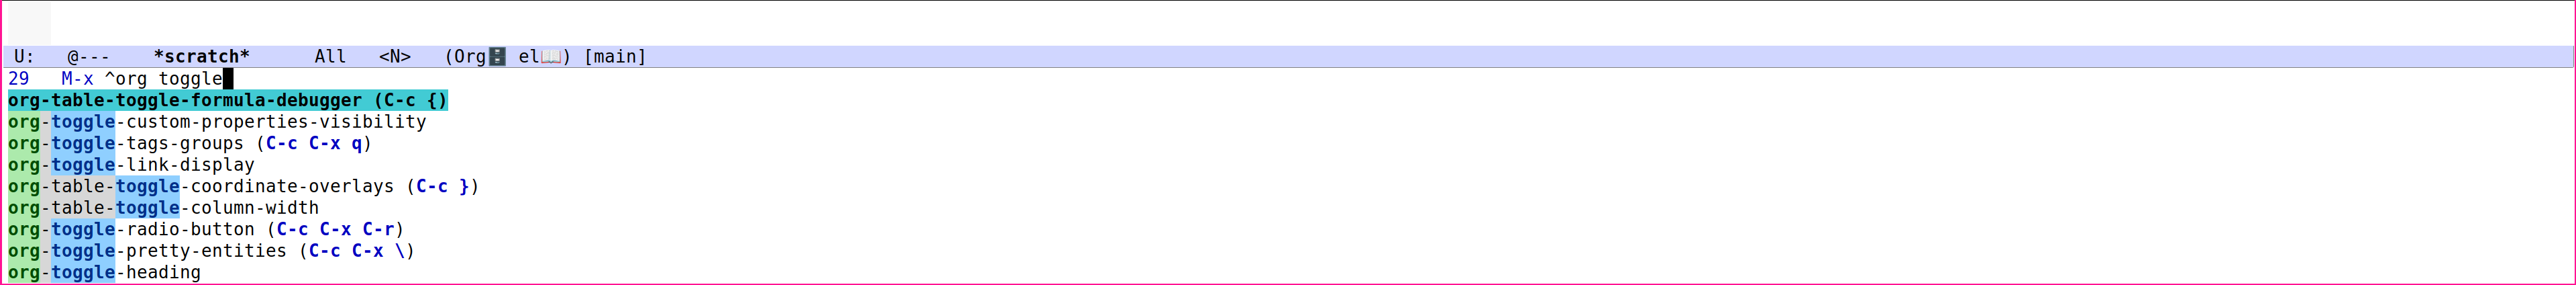 U:   @---    *scratch*      All   <N>   (Org🗄️ el📖) [main]
29   M-x ^org toggle
org-table-toggle-formula-debugger (C-c {)
org-toggle-custom-properties-visibility
org-toggle-tags-groups (C-c C-x q)
org-toggle-link-display
org-table-toggle-coordinate-overlays (C-c })
org-table-toggle-column-width
org-toggle-radio-button (C-c C-x C-r)
org-toggle-pretty-entities (C-c C-x \)
org-toggle-heading